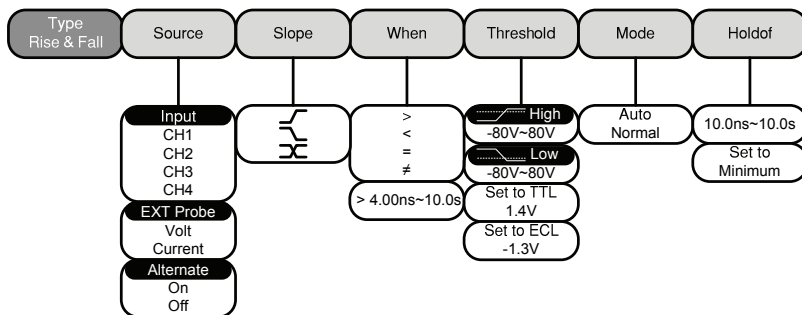 Type
Rise & Fall
Source
Slope
When
Threshold
Mode
Holdof
Input
CH1
CH2
CH3
CH4
EXT Probe
Volt
Current
Alternate
On
Off
>
<
=
≠
> 4.00ns~10.0s
High
-80V~80V
Low
-80V~80V
Set to TTL
1.4V
Set to ECL
-1.3V
Auto
Normal
10.0ns~10.0s
Set to
Minimum